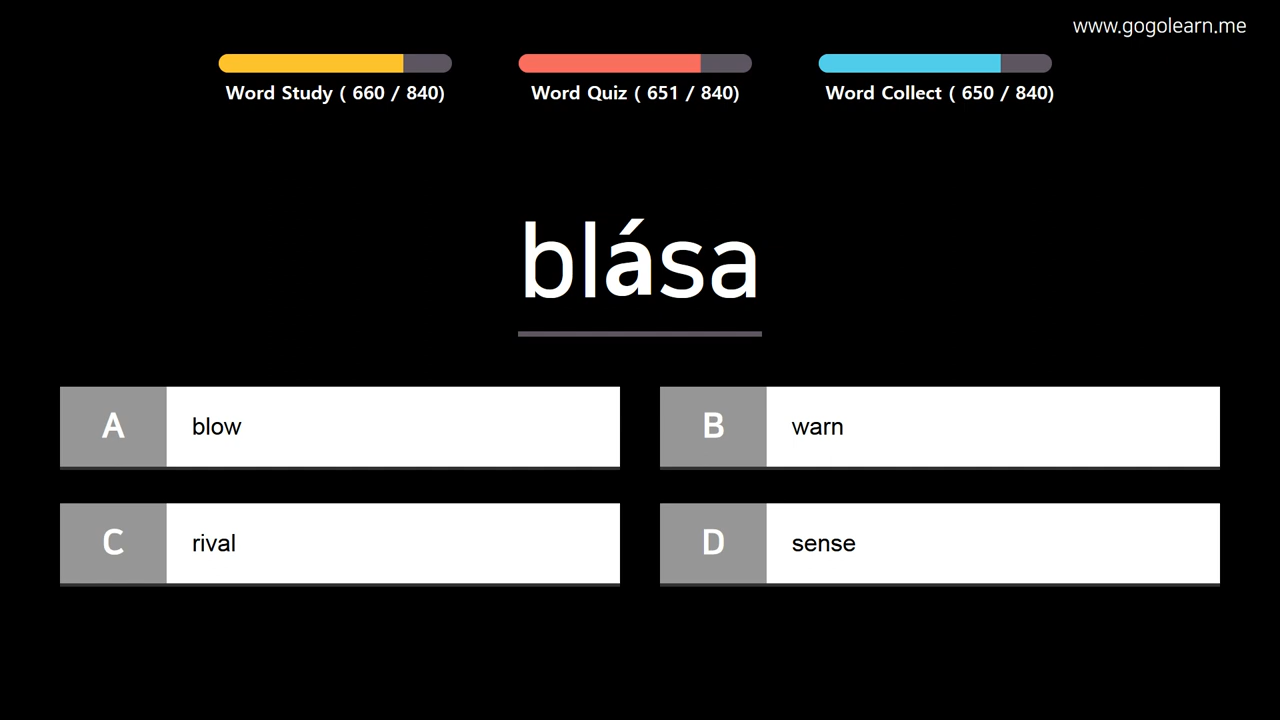 www.gogolearn.me
Word Study ( 660 / 840)
Word Quiz ( 651 / 840)
Word Collect ( 650 / 840)
blása
A blow
B warn
C rival
D sense